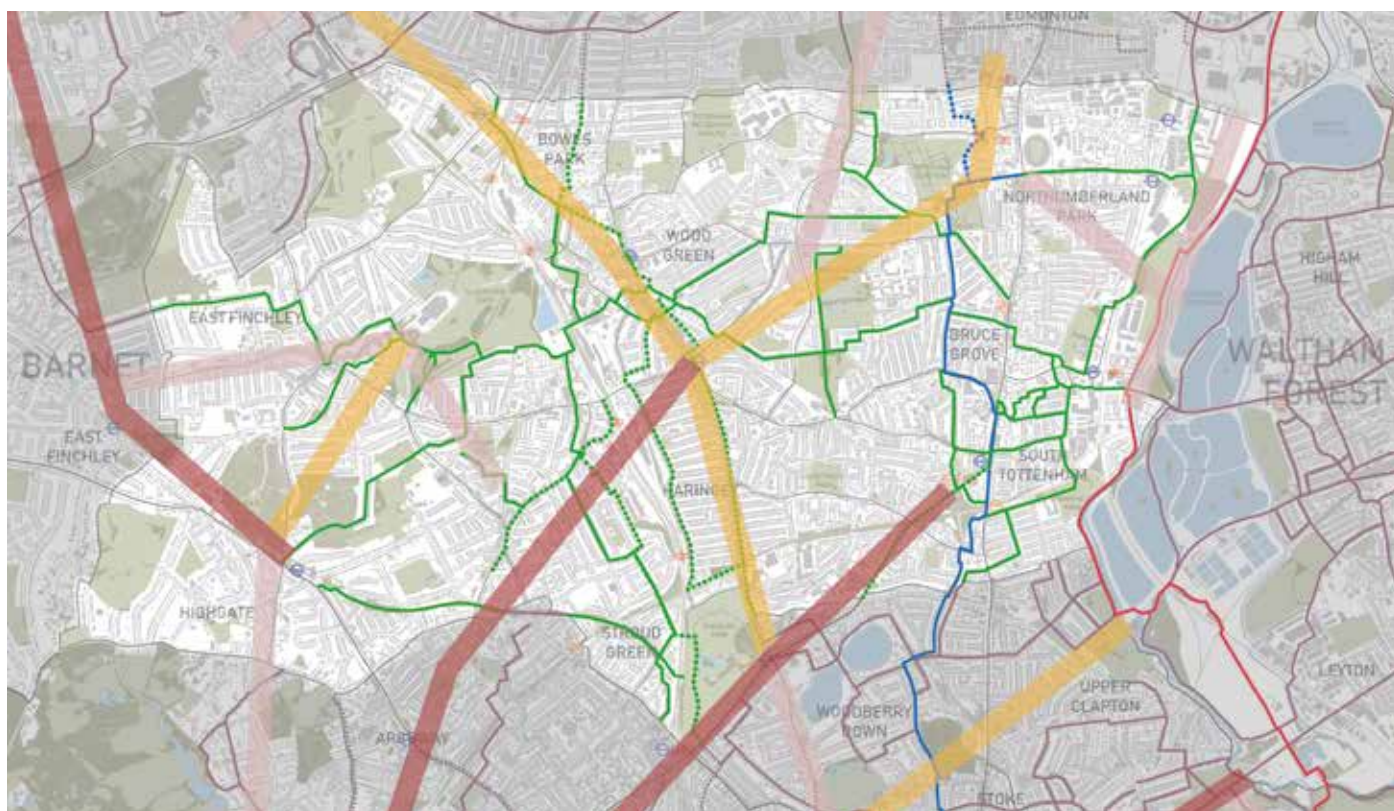 EDMONTON
BOWES
PARK
NORTHUMBERLAND
PARK
WOOD
GREEN
HIGHAM
HILL
EAST FINCHLEY
BRUCE
GROVE
BARNET
WALTHAM
FOREST
EAST
FINCHLEY
SOUTH
TOTTENHAM
HARINGEY
HIGHGATE
STROUD
GREEN
LEYTON
UPPER
CLAPTON
WOODBERRY
DOWN
ARCHWAY
STOKE